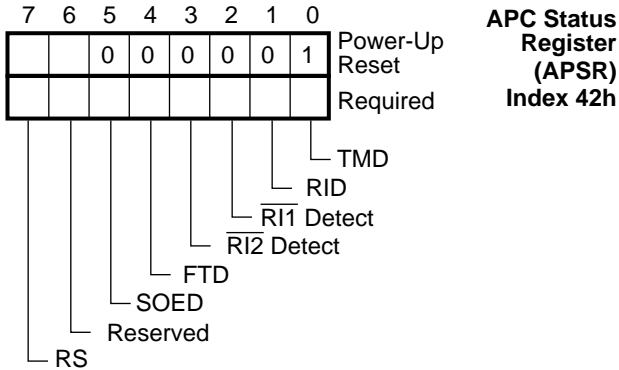 7 6 5 4 3 2 1 0
APC Status
Register
(APSR)
Index 42h
0 0 0 0 0 1
Power-Up
Reset
Required
TMD
RID
RI1 Detect
RI2 Detect
FTD
SOED
Reserved
RS